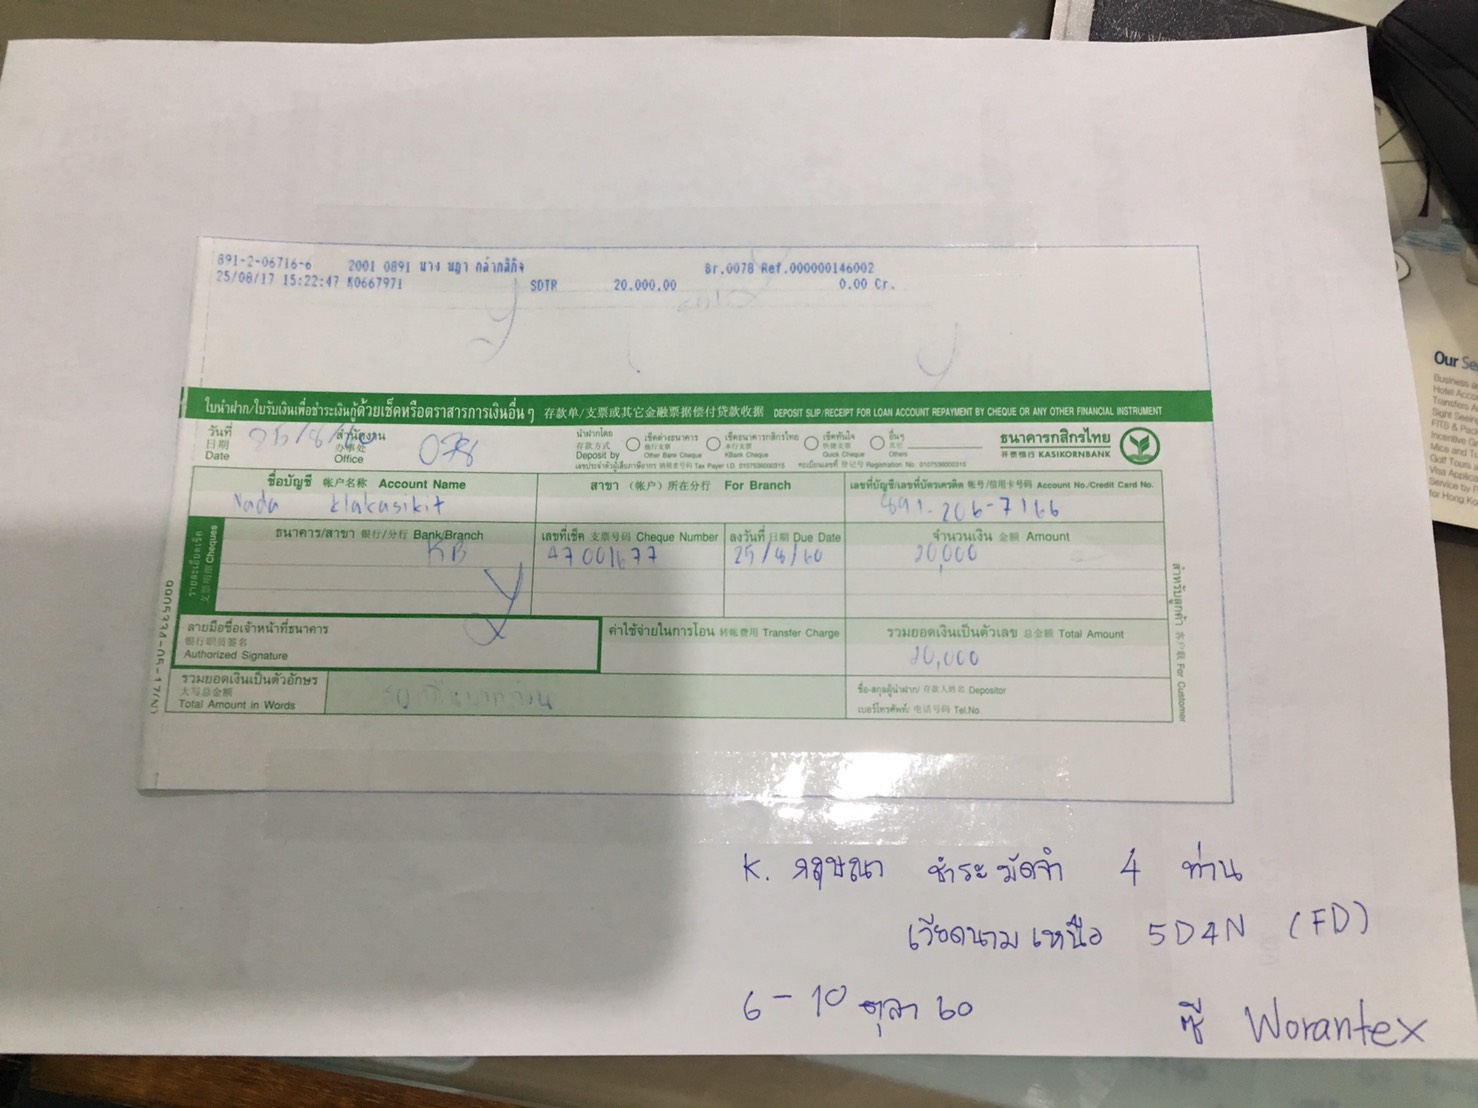 891-2-06716-6 2001 0891 นาง นฎา กล้ากสิกิจ Br.0078 Ref.000000146002
25/08/17 15:22:47 K0667971 SDTR 20,000.00 0.00 Cr.
ใบนำฝาก/ใบรับเงินเพื่อชำระเงินกู้ด้วยเช็คหรือตราสารการเงินอื่น ๆ 存款单/支票或其它金融票据偿付贷款收据 DEPOSIT SLIP/RECEIPT FOR LOAN ACCOUNT REPAYMENT BY CHEQUE OR ANY OTHER FINANCIAL INSTRUMENT
วันที่ 日期 Date 25/8/60 สำนักงาน 办事处 Office 078
นำฝากโดย 存款方式 Deposit by เช็คต่างธนาคาร 他行支票 Other Bank Cheque เช็คธนาคารกสิกรไทย 本行支票 KBank Cheque เช็คทันใจ 快捷支票 Quick Cheque อื่นๆ 其它 Others
เลขประจำตัวผู้เสียภาษีอากร 纳税者号码 Tax Payer I.D. 0107536000315 ทะเบียนเลขที่ 登记号 Registration No. 0107536000315
ธนาคารกสิกรไทย
开泰银行 KASIKORNBANK
ชื่อบัญชี 帐户名称 Account Name สาขา (帐户) 所在分行 For Branch เลขที่บัญชี/เลขที่บัตรเครดิต 帐号/信用卡号码 Account No./Credit Card No.
Nada klakasikit 891-206-7166
รายละเอียดเช็ค 支票明细 Cheques
ธนาคาร/สาขา 银行/分行 Bank/Branch เลขที่เช็ค 支票号码 Cheque Number ลงวันที่ 日期 Due Date จำนวนเงิน 金额 Amount
KB 47001677 25/8/60 20,000
ลายมือชื่อเจ้าหน้าที่ธนาคาร 银行职员签名 Authorized Signature
ค่าใช้จ่ายในการโอน 转帐费用 Transfer Charge รวมยอดเงินเป็นตัวเลข 总金额 Total Amount
20,000
รวมยอดเงินเป็นตัวอักษร 大写总金额 Total Amount in Words
ชื่อ-สกุลผู้นำฝาก/ 存款人姓名 Depositor
เบอร์โทรศัพท์/ 电话号码 Tel.No.
สำหรับลูกค้า 客户联 For Customer
K. กฤษณา ชำระมัดจำ 4 ท่าน
เวียดนามเหนือ 5D4N (FD)
6-10 ตุลา 60 ซี Worantex
Our Se
Business a
Hotel Acco
Transfers
Sight Seeing
FITS & Pack
Incentive G
Mice and T
Golf Tours
Visa Applica
Service by P
for Hong Ko